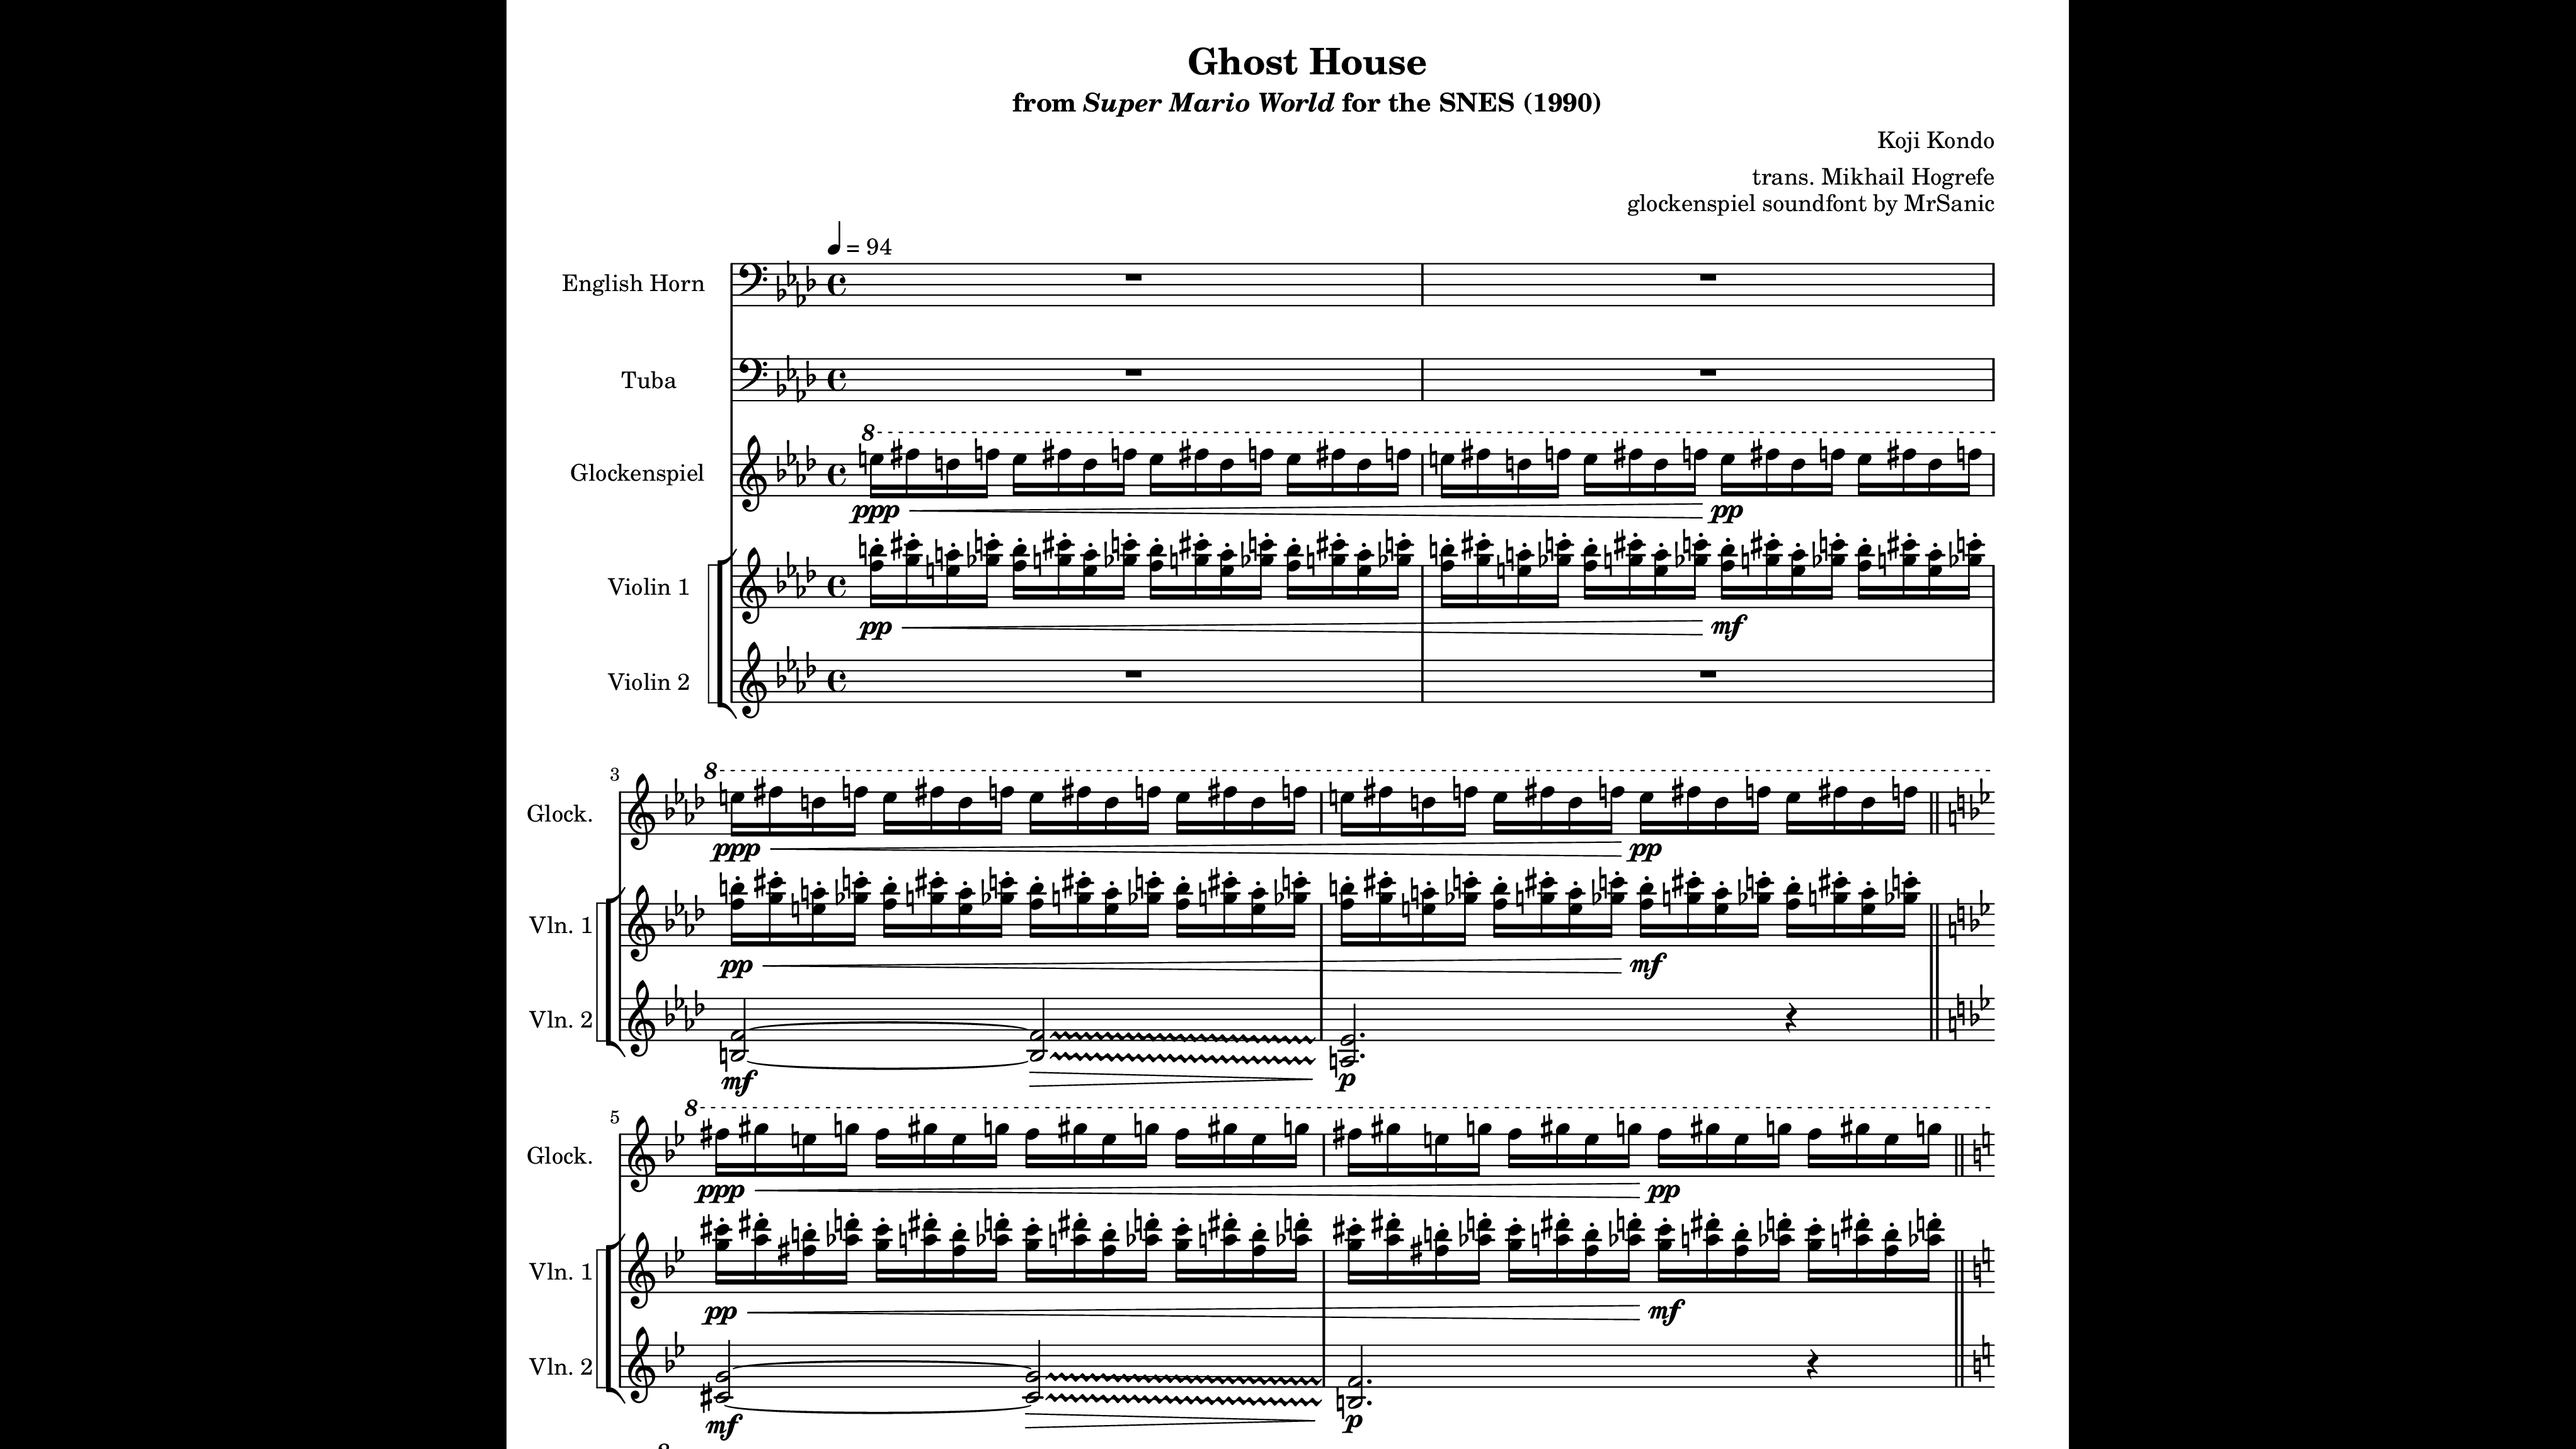 Ghost House
from Super Mario World for the SNES (1990)
Koji Kondo
trans. Mikhail Hogrefe
glockenspiel soundfont by MrSanic
= 94
English Horn
Tuba
8
Glockenspiel
ppp pp
Violin 1
pp mf
Violin 2
3
8
Glock.
ppp pp
Vln. 1
pp mf
Vln. 2
mf p
5
8
Glock.
ppp pp
Vln. 1
pp mf
Vln. 2
mf p